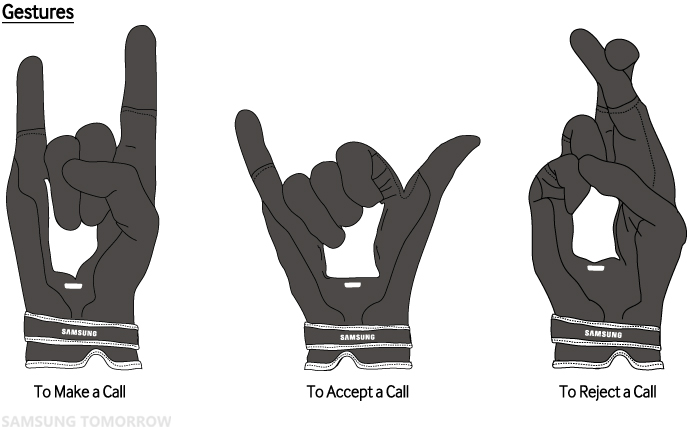 Gestures
SAMSUNG
SAMSUNG
SAMSUNG
To Make a Call
To Accept a Call
To Reject a Call
SAMSUNG TOMORROW